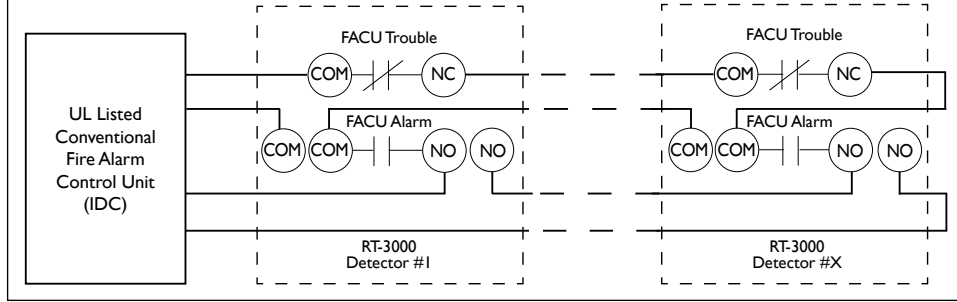 UL Listed
Conventional
Fire Alarm
Control Unit
(IDC)
FACU Trouble
COM NC
FACU Alarm
COM COM NO NO
RT-3000
Detector #1
FACU Trouble
COM NC
FACU Alarm
COM COM NO NO
RT-3000
Detector #X